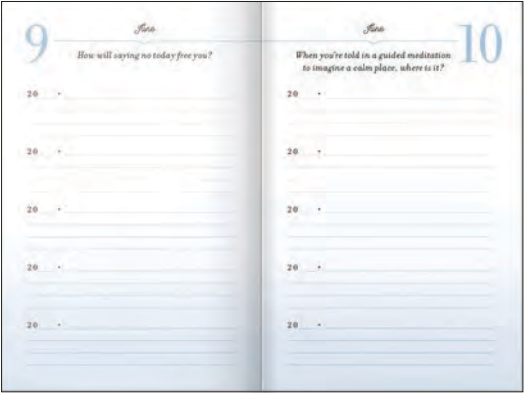 9
June
How will saying no today free you?
20 •
20 •
20 •
20 •
20 •
June
10
When you're told in a guided meditation
to imagine a calm place, where is it?
20 •
20 •
20 •
20 •
20 •